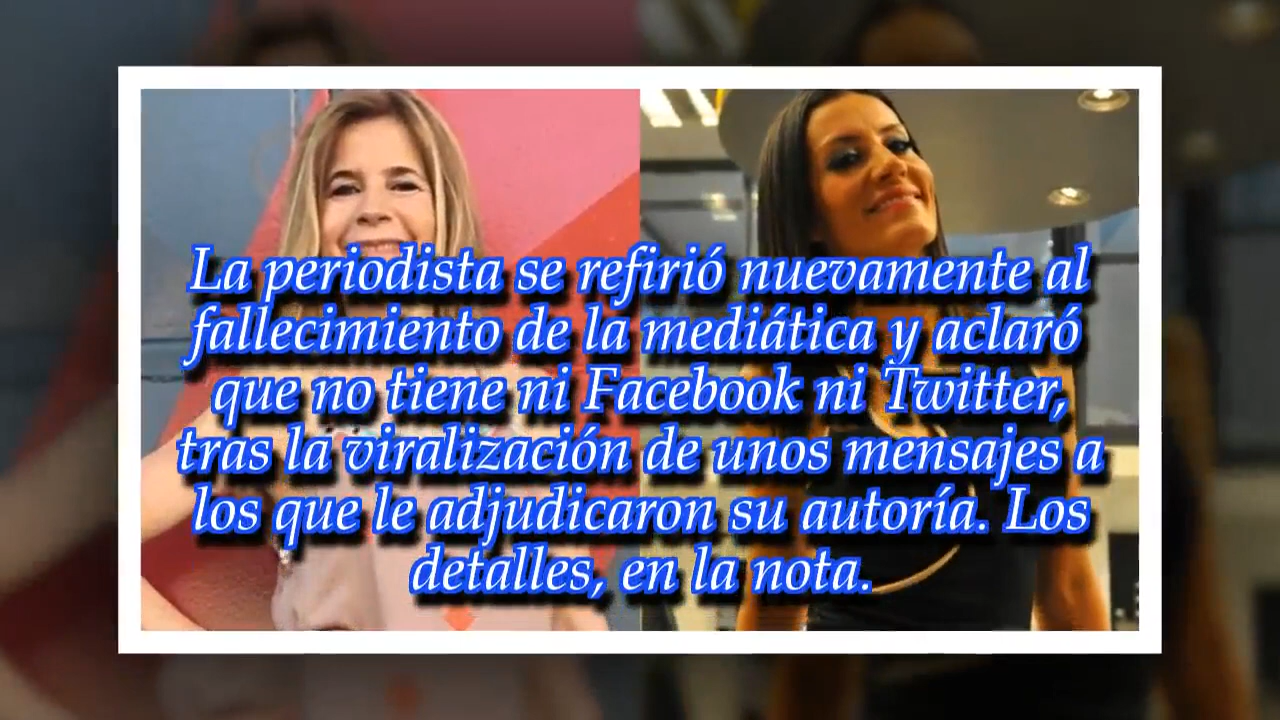 La periodista se refirió nuevamente al
fallecimiento de la mediática y aclaró
que no tiene ni Facebook ni Twitter,
tras la viralización de unos mensajes a
los que le adjudicaron su autoría. Los
detalles, en la nota.